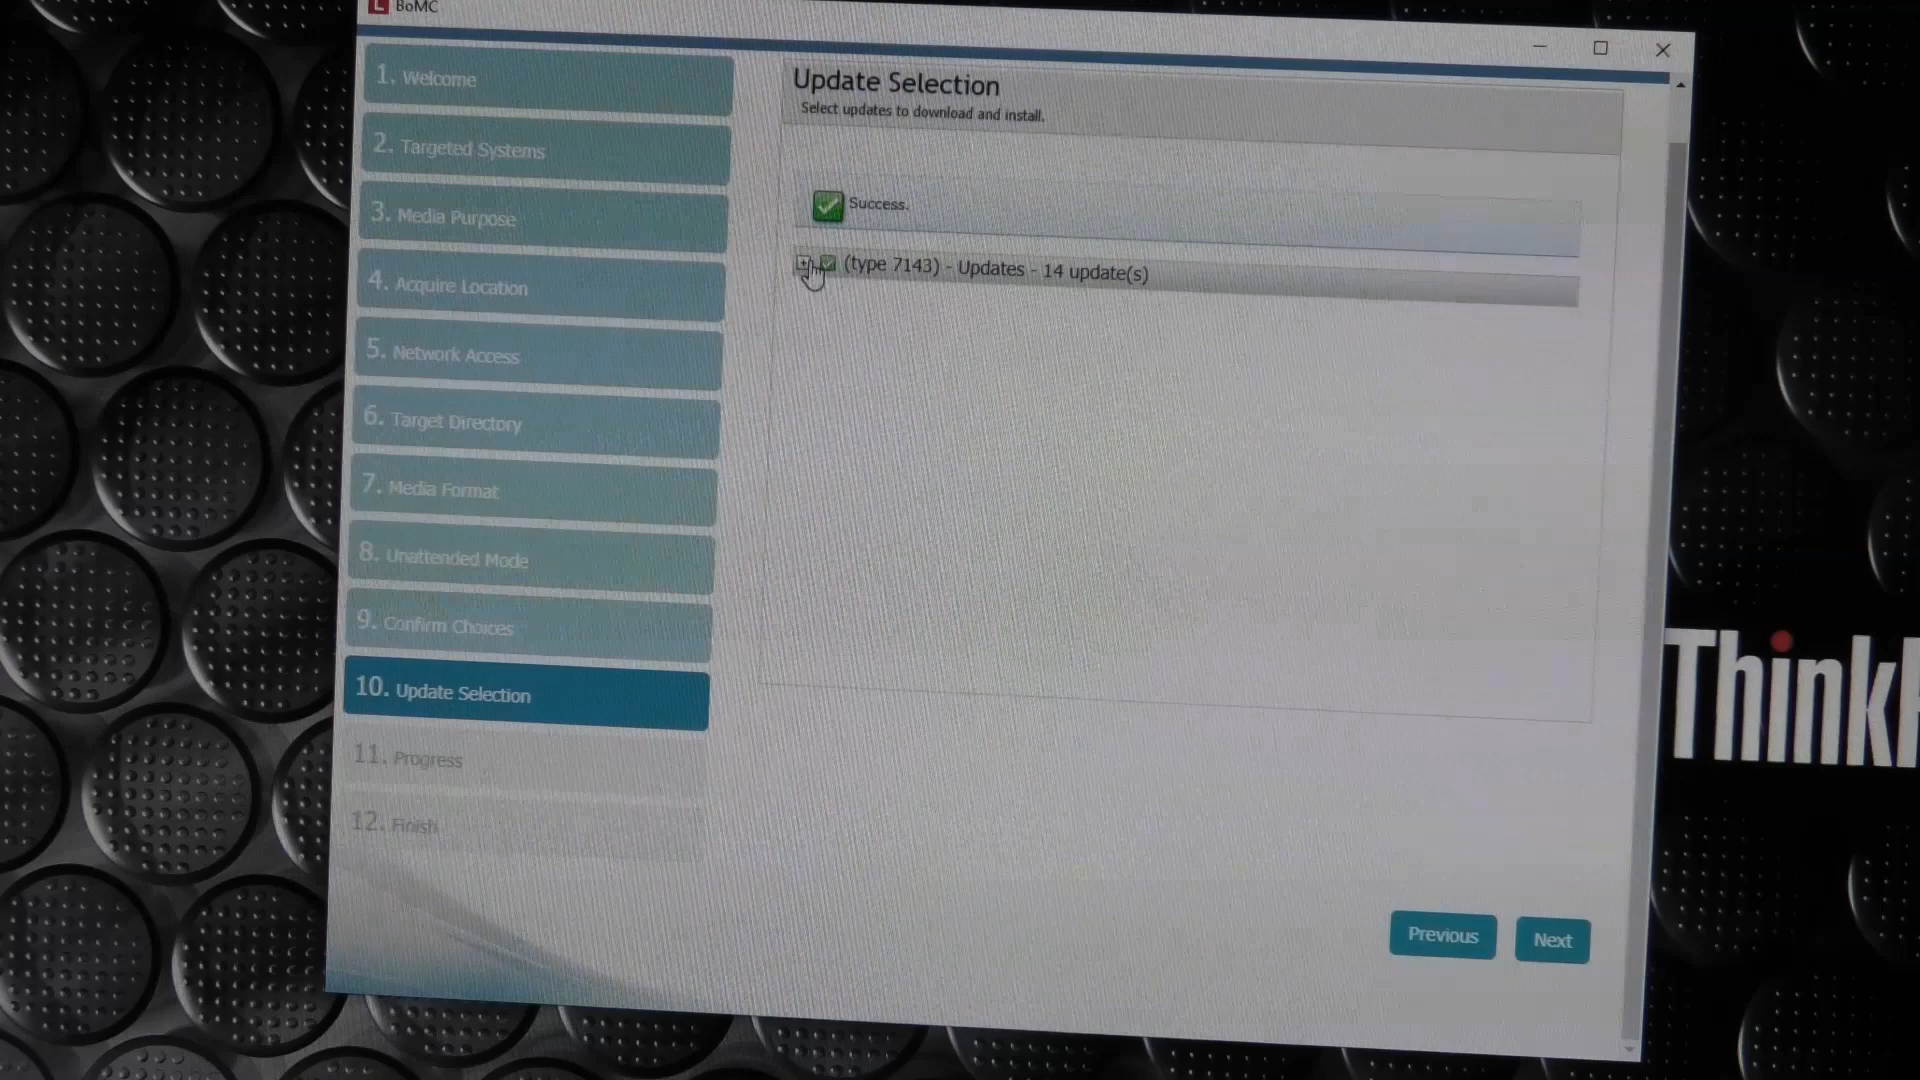 BoMC
1. Welcome
2. Targeted Systems
3. Media Purpose
4. Acquire Location
5. Network Access
6. Target Directory
7. Media Format
8. Unattended Mode
9. Confirm Choices
10. Update Selection
11. Progress
12. Finish
Update Selection
Select updates to download and install.
Success.
(type 7143) - Updates - 14 update(s)
Previous
Next
Think